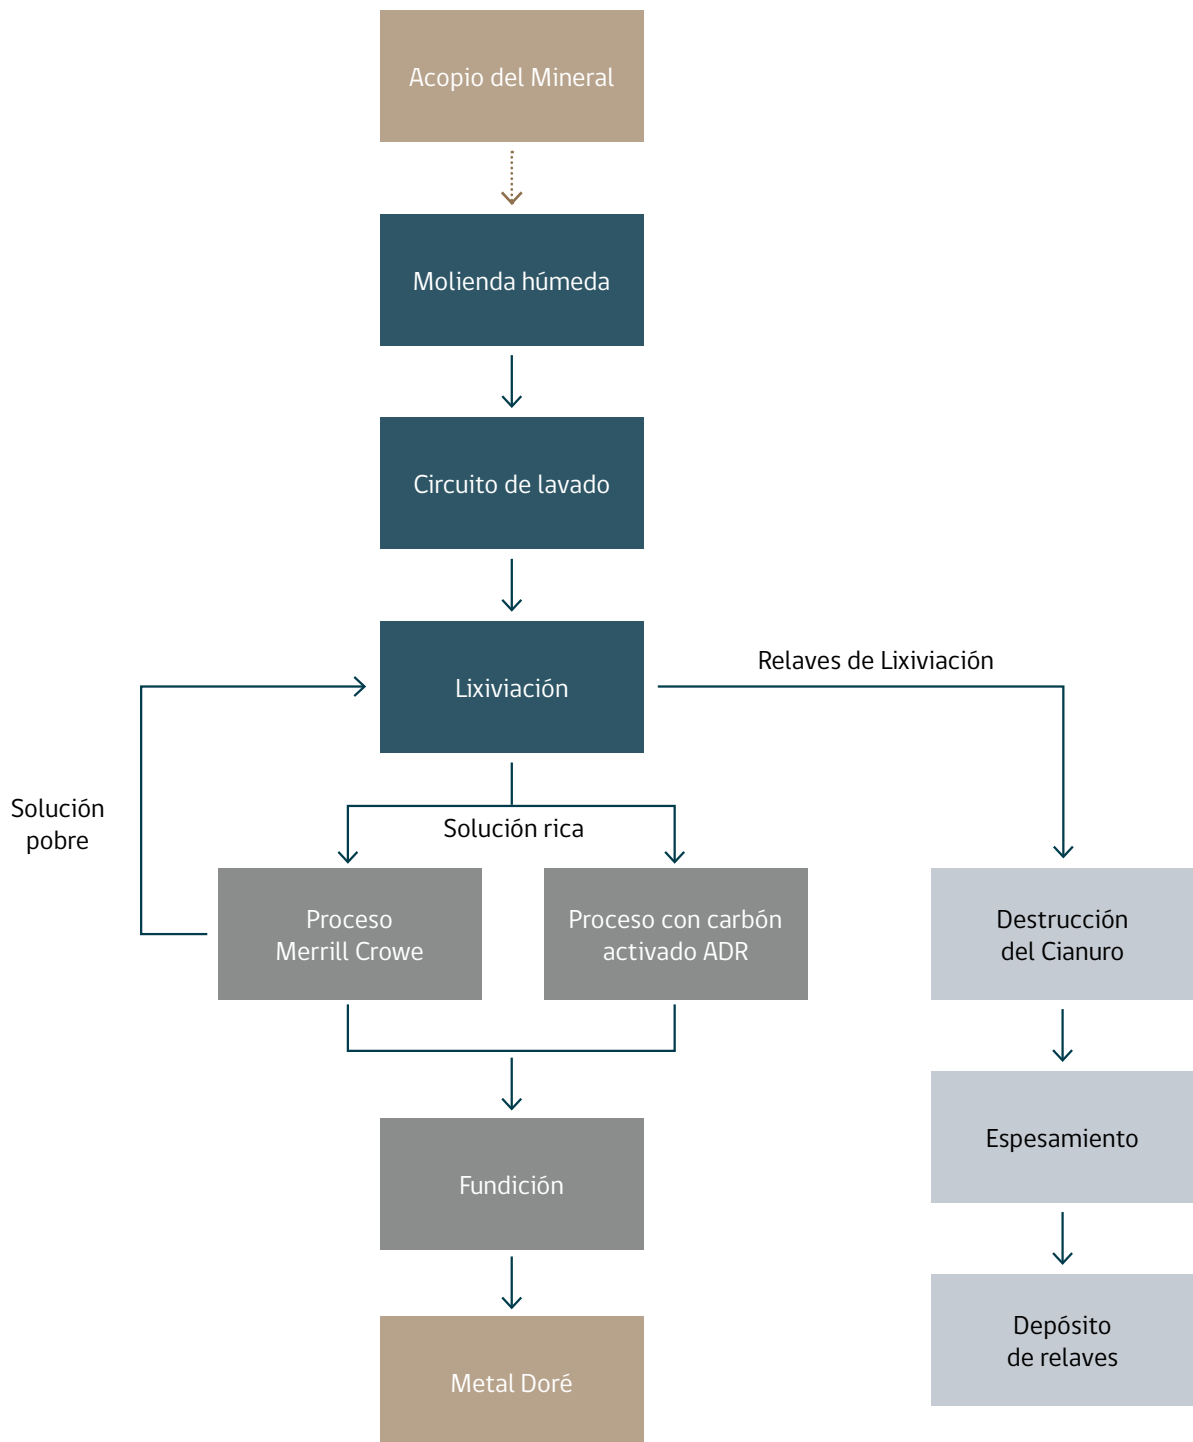 Acopio del Mineral
Molienda húmeda
Circuito de lavado
Lixiviación
Relaves de Lixiviación
Solución
pobre
Solución rica
Proceso
Merrill Crowe
Proceso con carbón
activado ADR
Destrucción
del Cianuro
Espesamiento
Fundición
Depósito
de relaves
Metal Doré